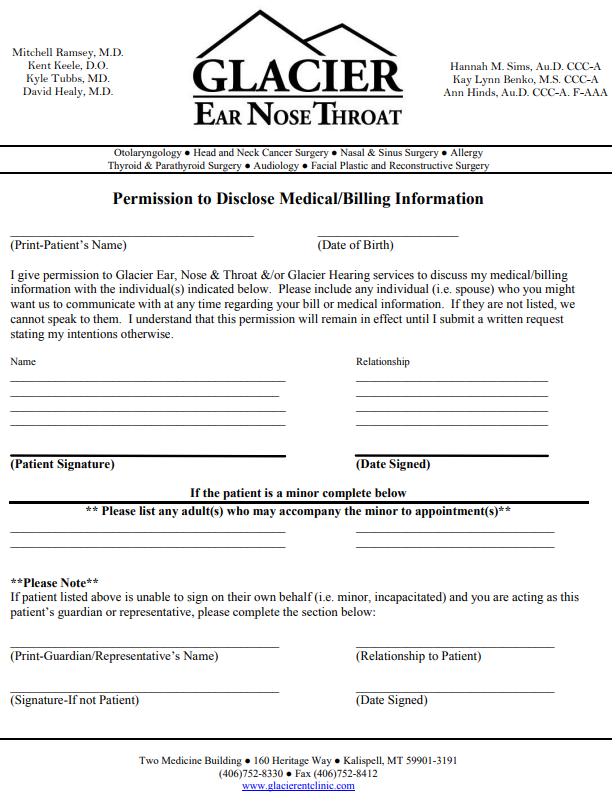 Mitchell Ramsey, M.D.
Kent Keele, D.O.
Kyle Tubbs, MD.
David Healy, M.D.
GLACIER
EAR NOSE THROAT
Hannah M. Sims, Au.D. CCC-A
Kay Lynn Benko, M.S. CCC-A
Ann Hinds, Au.D. CCC-A. F-AAA
Otolaryngology ● Head and Neck Cancer Surgery ● Nasal & Sinus Surgery ● Allergy
Thyroid & Parathyroid Surgery ● Audiology ● Facial Plastic and Reconstructive Surgery
Permission to Disclose Medical/Billing Information
(Print-Patient's Name) (Date of Birth)
I give permission to Glacier Ear, Nose & Throat &/or Glacier Hearing services to discuss my medical/billing
information with the individual(s) indicated below. Please include any individual (i.e. spouse) who you might
want us to communicate with at any time regarding your bill or medical information. If they are not listed, we
cannot speak to them. I understand that this permission will remain in effect until I submit a written request
stating my intentions otherwise.
Name Relationship
(Patient Signature) (Date Signed)
If the patient is a minor complete below
** Please list any adult(s) who may accompany the minor to appointment(s)**
**Please Note**
If patient listed above is unable to sign on their own behalf (i.e. minor, incapacitated) and you are acting as this
patient's guardian or representative, please complete the section below:
(Print-Guardian/Representative's Name) (Relationship to Patient)
(Signature-If not Patient) (Date Signed)
Two Medicine Building ● 160 Heritage Way ● Kalispell, MT 59901-3191
(406)752-8330 ● Fax (406)752-8412
www.glacierentclinic.com